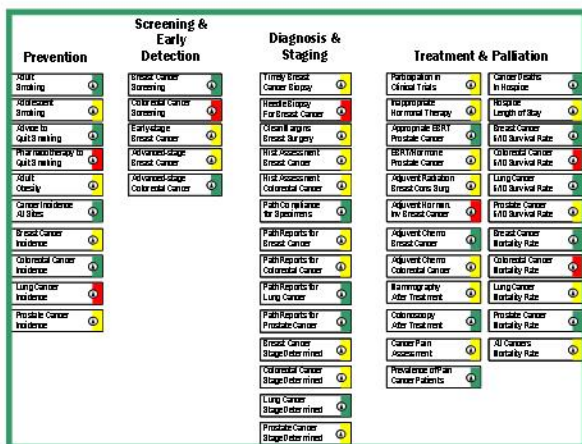 Prevention
Adult
Smoking
Adolescent
Smoking
Advice to
Quit Smoking
Pharmacotherapy to
Quit Smoking
Adult
Obesity
Cancer Incidence
All Sites
Breast Cancer
Incidence
Colorectal Cancer
Incidence
Lung Cancer
Incidence
Prostate Cancer
Incidence
Screening &
Early
Detection
Breast Cancer
Screening
Colorectal Cancer
Screening
Early-stage
Breast Cancer
Advanced-stage
Breast Cancer
Advanced-stage
Colorectal Cancer
Diagnosis &
Staging
Timely Breast
Cancer Biopsy
Needle Biopsy
For Breast Cancer
Clean Margins
Breast Surgery
Hist Assessment
Breast Cancer
Hist Assessment
Colorectal Cancer
Path Compliance
for Specimens
Path Reports for
Breast Cancer
Path Reports for
Colorectal Cancer
Path Reports for
Lung Cancer
Path Reports for
Prostate Cancer
Breast Cancer
Stage Determined
Colorectal Cancer
Stage Determined
Lung Cancer
Stage Determined
Prostate Cancer
Stage Determined
Treatment & Palliation
Participation in
Clinical Trials
Inappropriate
Hormonal Therapy
Appropriate EBRT
Prostate Cancer
EBRT/Hormone
Prostate Cancer
Adjuvent Radiation
Breast Cons Surg
Adjuvent Hormon.
Inv Breast Cancer
Adjuvent Chemo
Breast Cancer
Adjuvent Chemo
Colorectal Cancer
Mammography
After Treatment
Colonoscopy
After Treatment
Cancer Pain
Assessment
Prevalence of Pain
Cancer Patients
Cancer Deaths
In Hospice
Hospice
Length of Stay
Breast Cancer
5/10 Survival Rate
Colorectal Cancer
5/10 Survival Rate
Lung Cancer
5/10 Survival Rate
Prostate Cancer
5/10 Survival Rate
Breast Cancer
Mortality Rate
Colorectal Cancer
Mortality Rate
Lung Cancer
Mortality Rate
Prostate Cancer
Mortality Rate
All Cancers
Mortality Rate